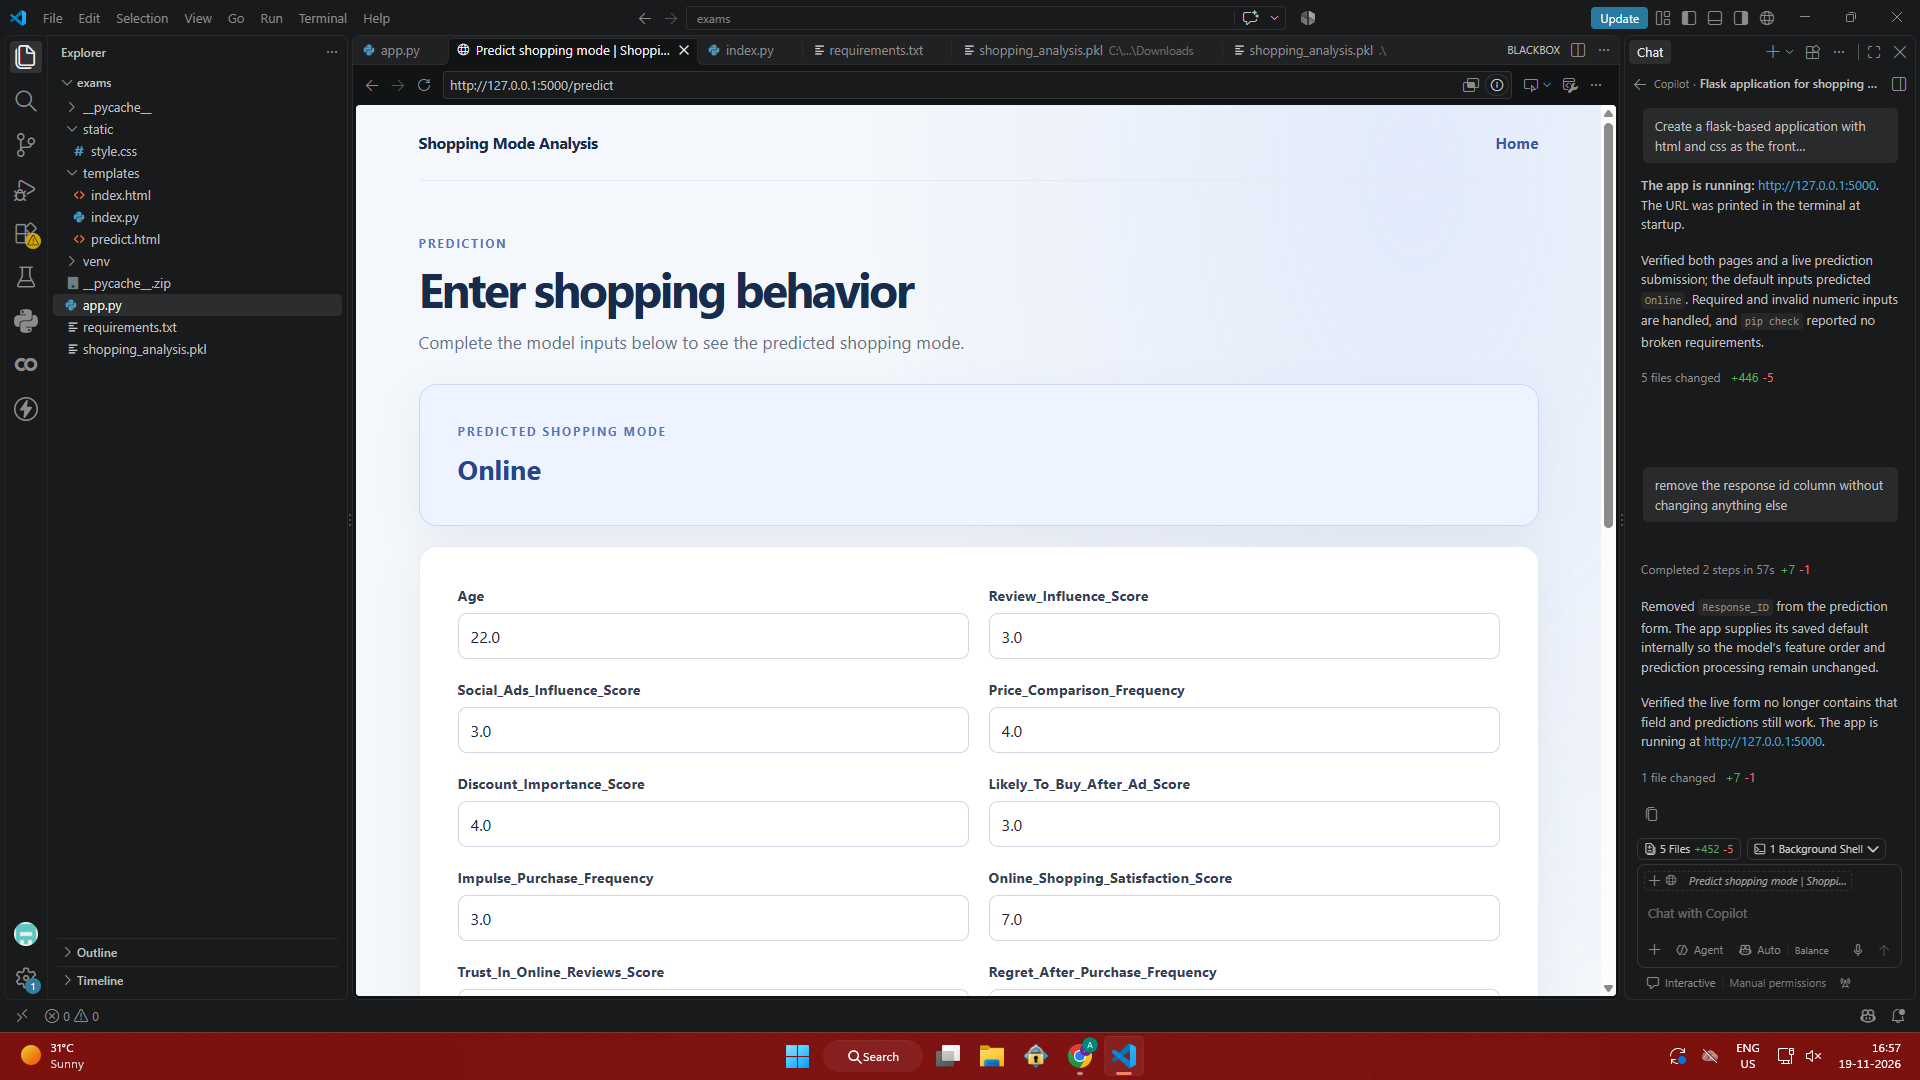 File Edit Selection View Go Run Terminal Help
exams
Update
Explorer
exams
__pycache__
static
# style.css
templates
<> index.html
index.py
<> predict.html
venv
__pycache__.zip
app.py
requirements.txt
shopping_analysis.pkl
Outline
Timeline
app.py
Predict shopping mode | Shoppi...
index.py
requirements.txt
shopping_analysis.pkl C:\...\Downloads
shopping_analysis.pkl .\
BLACKBOX
http://127.0.0.1:5000/predict
Shopping Mode Analysis
Home
PREDICTION
Enter shopping behavior
Complete the model inputs below to see the predicted shopping mode.
PREDICTED SHOPPING MODE
Online
Age
Review_Influence_Score
22.0
3.0
Social_Ads_Influence_Score
Price_Comparison_Frequency
3.0
4.0
Discount_Importance_Score
Likely_To_Buy_After_Ad_Score
4.0
3.0
Impulse_Purchase_Frequency
Online_Shopping_Satisfaction_Score
3.0
7.0
Trust_In_Online_Reviews_Score
Regret_After_Purchase_Frequency
Chat
Copilot · Flask application for shopping ...
Create a flask-based application with
html and css as the front...
The app is running: http://127.0.0.1:5000.
The URL was printed in the terminal at
startup.
Verified both pages and a live prediction
submission; the default inputs predicted
Online. Required and invalid numeric inputs
are handled, and pip check reported no
broken requirements.
5 files changed +446 -5
remove the response id column without
changing anything else
Completed 2 steps in 57s +7 -1
Removed Response_ID from the prediction
form. The app supplies its saved default
internally so the model's feature order and
prediction processing remain unchanged.
Verified the live form no longer contains that
field and predictions still work. The app is
running at http://127.0.0.1:5000.
1 file changed +7 -1
5 Files +452 -5
1 Background Shell
Predict shopping mode | Shoppi...
Chat with Copilot
Agent Auto Balance
Interactive Manual permissions
1
0 0
31°C
Sunny
Search
A
ENG
US
16:57
19-11-2026